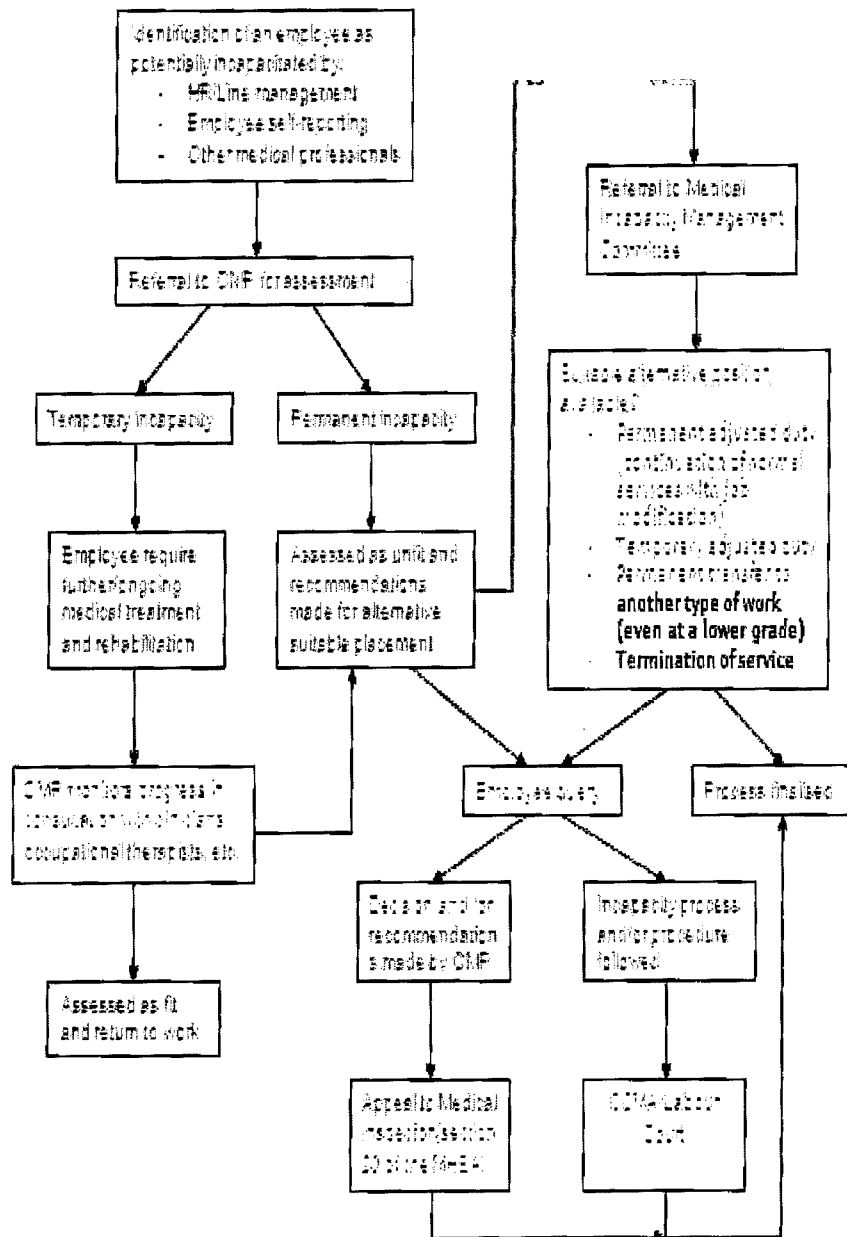 Identification of an employee as
potentially incapacitated by:
- HR/Line management
- Employee self-reporting
- Other medical professionals
Referral to OMP for assessment
Temporary incapacity
Permanent incapacity
Employee require
further/ongoing
medical treatment
and rehabilitation
Assessed as unfit and
recommendations
made for alternative
suitable placement
OMP monitors progress in
consultation with
occupational therapists, etc.
Assessed as fit
and return to work
Referral to Medical
Incapacity Management
Committee
Suitable alternative position
available?
- Permanent adjusted duty
(continuation of normal
services with job
modification)
- Temporary adjusted duty
- Permanent transfer to
another type of work
(even at a lower grade)
- Termination of service
Employee query
Process finalised
Decision and/or
recommendation
made by OMP
Incapacity process
and/or procedure
followed
Appeal to Medical
CCMA/Labour
Court